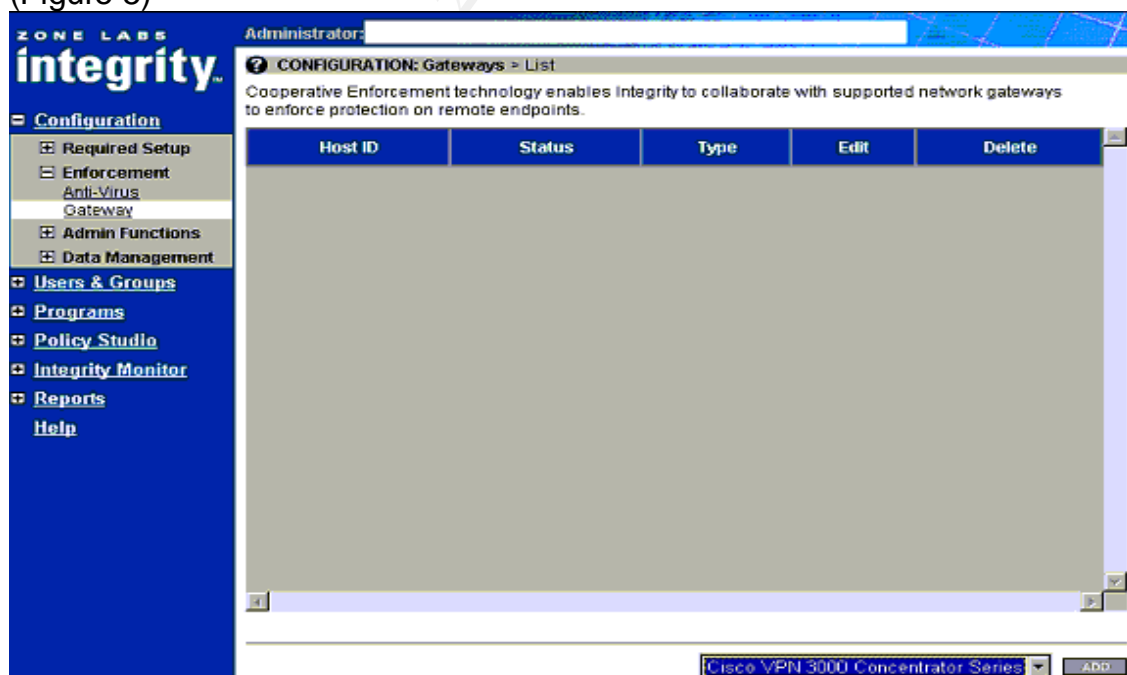 ZONE LABS
integrity™
Configuration
Required Setup
Enforcement
Anti-Virus
Gateway
Admin Functions
Data Management
Users & Groups
Programs
Policy Studio
Integrity Monitor
Reports
Help
Administrator:
CONFIGURATION: Gateways > List
Cooperative Enforcement technology enables Integrity to collaborate with supported network gateways
to enforce protection on remote endpoints.
Host ID Status Type Edit Delete
Cisco VPN 3000 Concentrator Series ADD